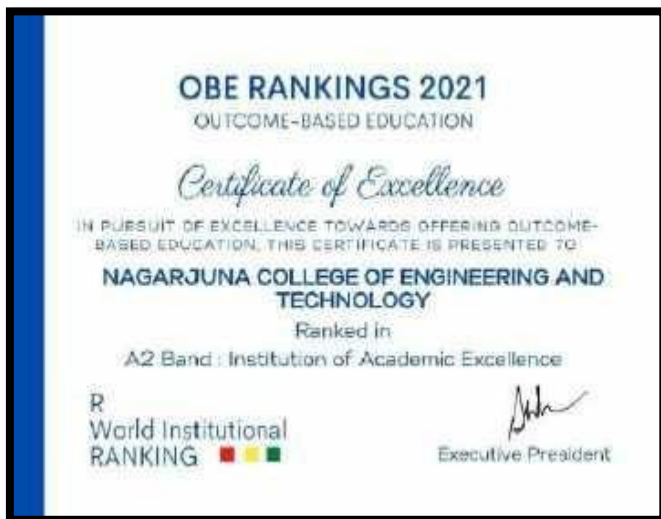 OBE RANKINGS 2021
OUTCOME-BASED EDUCATION
Certificate of Excellence
IN PURSUIT OF EXCELLENCE TOWARDS OFFERING OUTCOME-
BASED EDUCATION, THIS CERTIFICATE IS PRESENTED TO
NAGARJUNA COLLEGE OF ENGINEERING AND
TECHNOLOGY
Ranked in
A2 Band : Institution of Academic Excellence
R
World Institutional
RANKING
Executive President